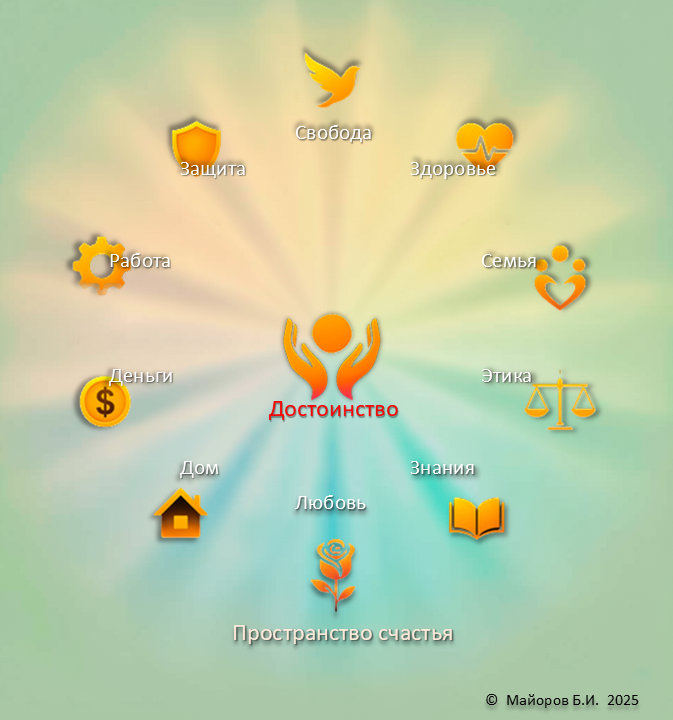 Свобода
Защита
Здоровье
Работа
Семья
Деньги
Этика
Достоинство
Дом
Знания
Любовь
Пространство счастья
© Майоров Б.И. 2025